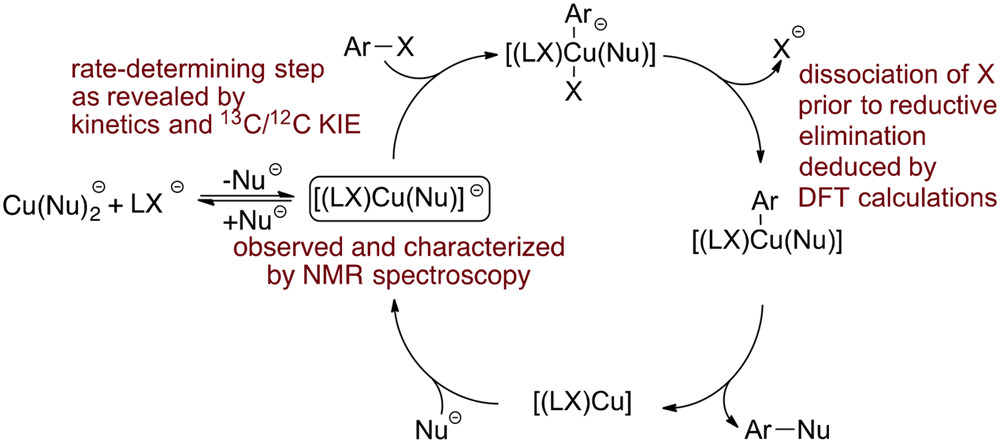 Ar
⊖
Ar–X
[(LX)Cu(Nu)]
X
X⊖
rate-determining step
as revealed by
kinetics and ¹³C/¹²C KIE
dissociation of X
prior to reductive
elimination
deduced by
DFT calculations
Cu(Nu)₂⊖ + LX⊖
-Nu⊖
+Nu⊖
[(LX)Cu(Nu)]⊖
observed and characterized
by NMR spectroscopy
Ar
[(LX)Cu(Nu)]
[(LX)Cu]
Nu⊖
Ar–Nu